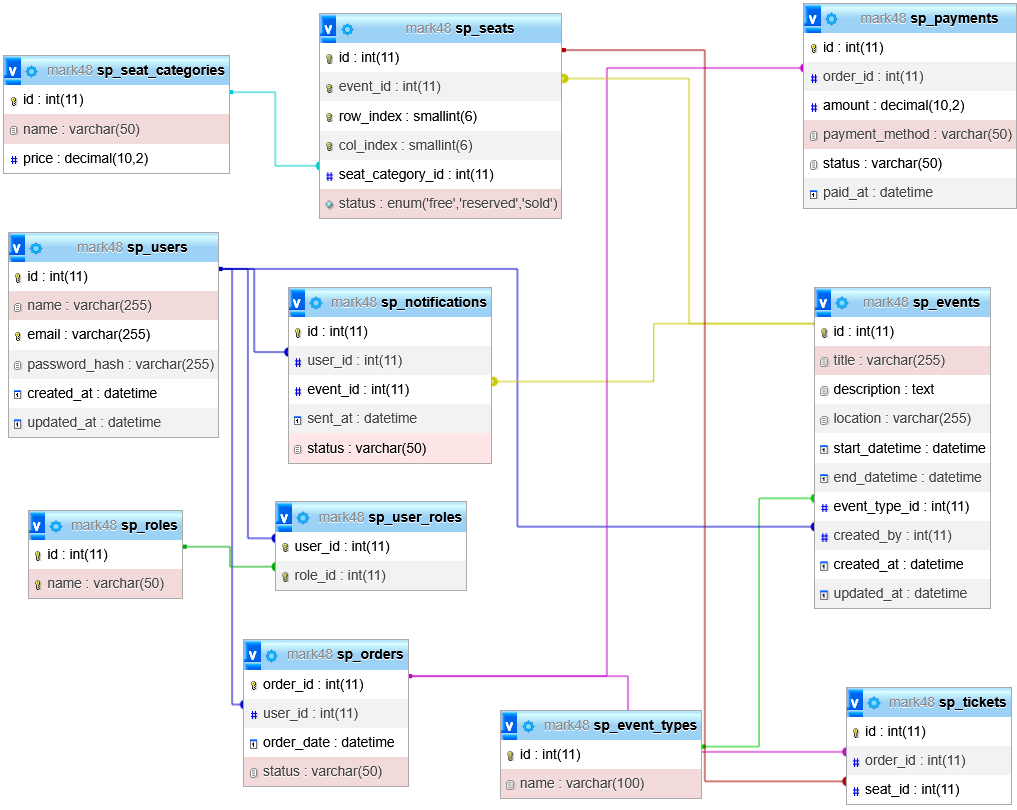 mark48 sp_seat_categories
id : int(11)
name : varchar(50)
price : decimal(10,2)
mark48 sp_seats
id : int(11)
event_id : int(11)
row_index : smallint(6)
col_index : smallint(6)
seat_category_id : int(11)
status : enum('free','reserved','sold')
mark48 sp_payments
id : int(11)
order_id : int(11)
amount : decimal(10,2)
payment_method : varchar(50)
status : varchar(50)
paid_at : datetime
mark48 sp_users
id : int(11)
name : varchar(255)
email : varchar(255)
password_hash : varchar(255)
created_at : datetime
updated_at : datetime
mark48 sp_notifications
id : int(11)
user_id : int(11)
event_id : int(11)
sent_at : datetime
status : varchar(50)
mark48 sp_events
id : int(11)
title : varchar(255)
description : text
location : varchar(255)
start_datetime : datetime
end_datetime : datetime
event_type_id : int(11)
created_by : int(11)
created_at : datetime
updated_at : datetime
mark48 sp_roles
id : int(11)
name : varchar(50)
mark48 sp_user_roles
user_id : int(11)
role_id : int(11)
mark48 sp_orders
order_id : int(11)
user_id : int(11)
order_date : datetime
status : varchar(50)
mark48 sp_event_types
id : int(11)
name : varchar(100)
mark48 sp_tickets
id : int(11)
order_id : int(11)
seat_id : int(11)